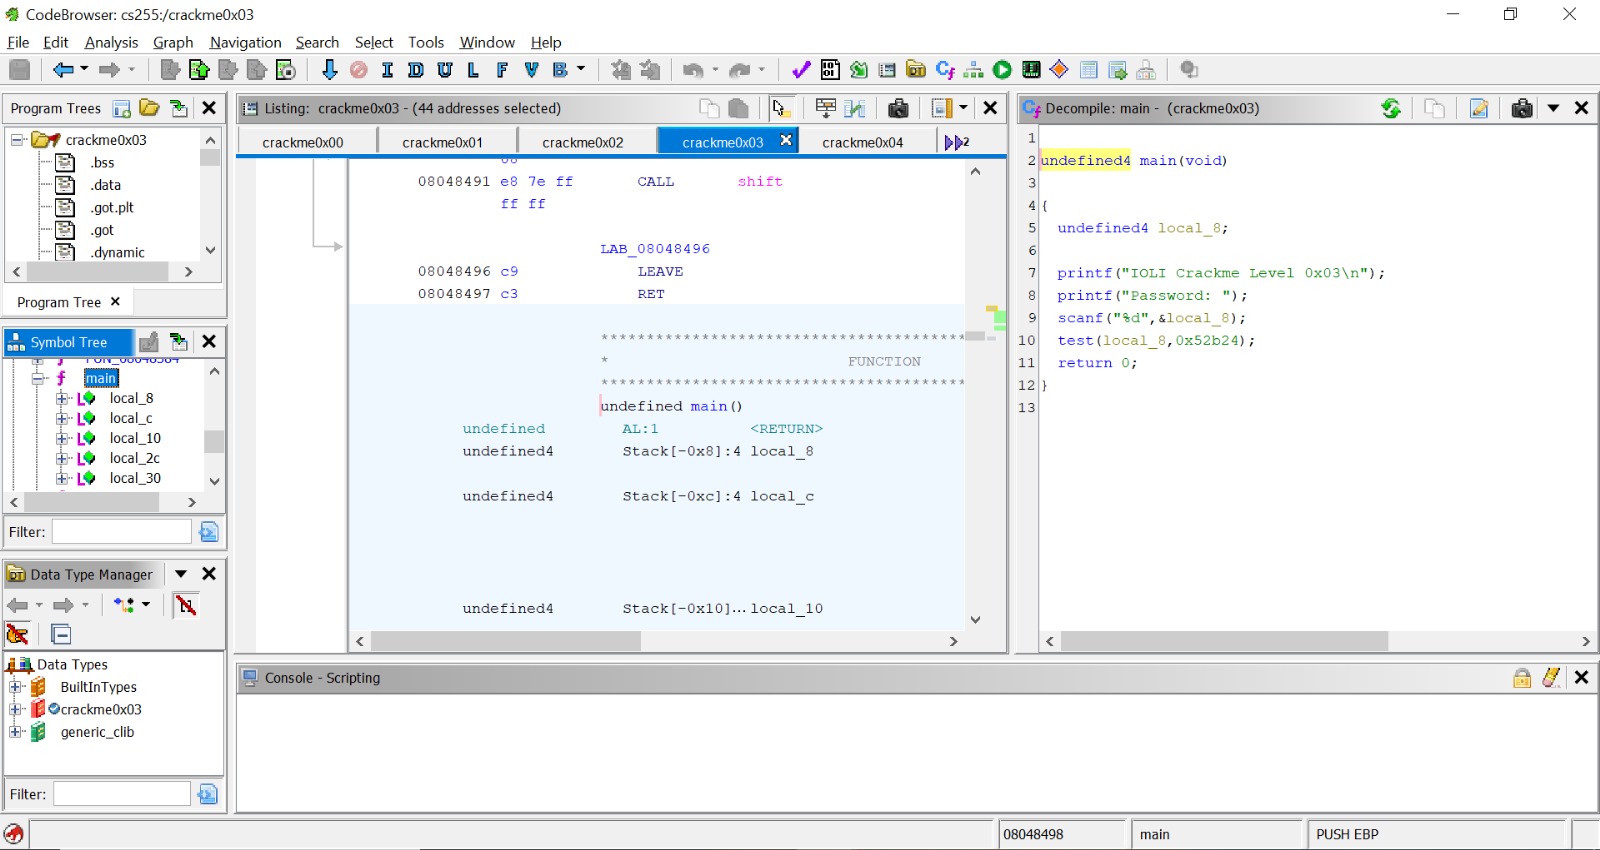 CodeBrowser: cs255:/crackme0x03
File Edit Analysis Graph Navigation Search Select Tools Window Help
I D U L F V B
Program Trees
crackme0x03
.bss
.data
.got.plt
.got
.dynamic
Program Tree
Symbol Tree
main
local_8
local_c
local_10
local_2c
local_30
Filter:
Data Type Manager
Data Types
BuiltInTypes
crackme0x03
generic_clib
Filter:
Listing: crackme0x03 - (44 addresses selected)
crackme0x00 crackme0x01 crackme0x02 crackme0x03 crackme0x04 2
08048491 e8 7e ff CALL shift
ff ff
LAB_08048496
08048496 c9 LEAVE
08048497 c3 RET
****************************************
* FUNCTION
****************************************
undefined main()
undefined AL:1 <RETURN>
undefined4 Stack[-0x8]:4 local_8
undefined4 Stack[-0xc]:4 local_c
undefined4 Stack[-0x10]... local_10
Decompile: main - (crackme0x03)
1
2 undefined4 main(void)
3
4 {
5 undefined4 local_8;
6
7 printf("IOLI Crackme Level 0x03\n");
8 printf("Password: ");
9 scanf("%d",&local_8);
10 test(local_8,0x52b24);
11 return 0;
12 }
13
Console - Scripting
08048498 main PUSH EBP